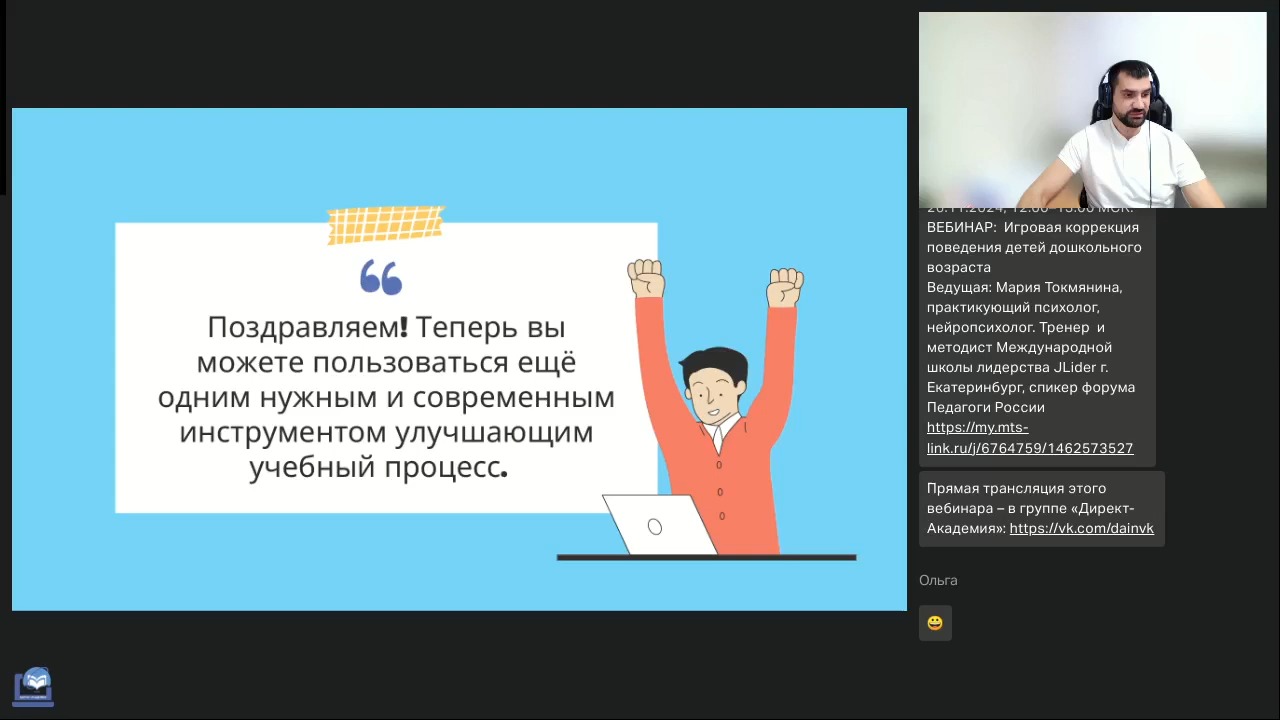 Поздравляем! Теперь вы
можете пользоваться ещё
одним нужным и современным
инструментом улучшающим
учебный процесс.
ВЕБИНАР:  Игровая коррекция
поведения детей дошкольного
возраста
Ведущая: Мария Токмянина,
практикующий психолог,
нейропсихолог. Тренер  и
методист Международной
школы лидерства JLider г.
Екатеринбург, спикер форума
Педагоги России
https://my.mts-
link.ru/j/6764759/1462573527
Прямая трансляция этого
вебинара – в группе «Директ-
Академия»: https://vk.com/dainvk
Ольга